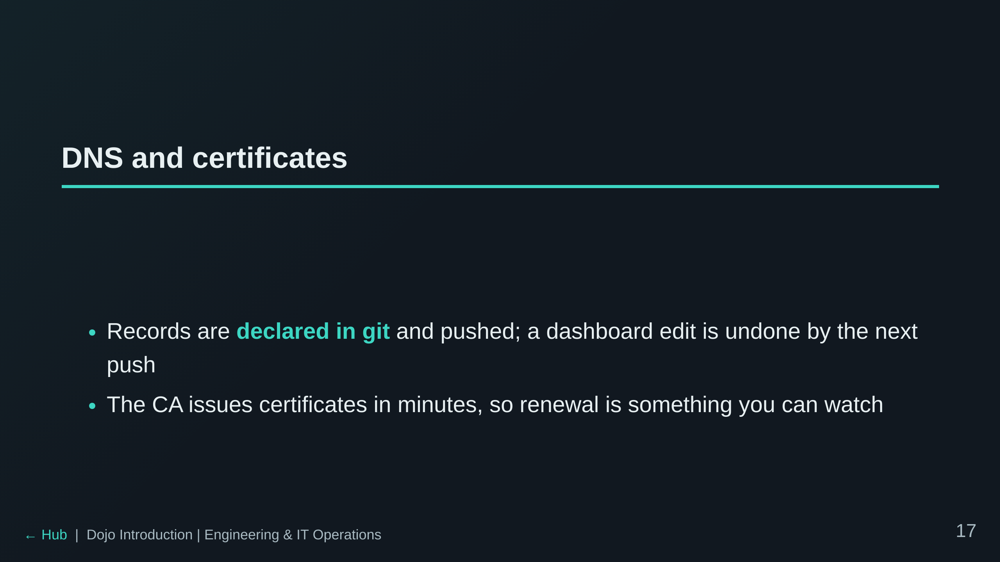 DNS and certificates
• Records are declared in git and pushed; a dashboard edit is undone by the next
push
• The CA issues certificates in minutes, so renewal is something you can watch
← Hub | Dojo Introduction | Engineering & IT Operations
17